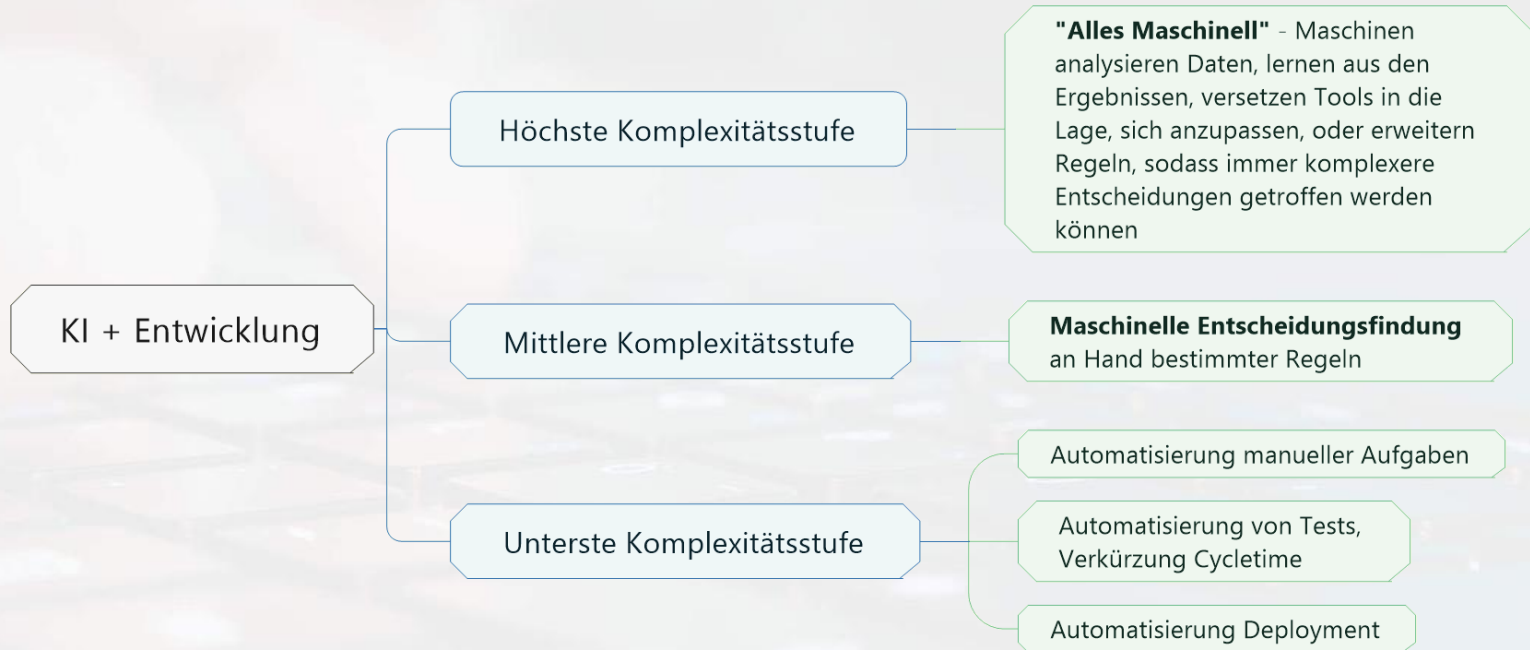 KI + Entwicklung
Höchste Komplexitätsstufe
"Alles Maschinell" - Maschinen
analysieren Daten, lernen aus den
Ergebnissen, versetzen Tools in die
Lage, sich anzupassen, oder erweitern
Regeln, sodass immer komplexere
Entscheidungen getroffen werden
können
Mittlere Komplexitätsstufe
Maschinelle Entscheidungsfindung
an Hand bestimmter Regeln
Unterste Komplexitätsstufe
Automatisierung manueller Aufgaben
Automatisierung von Tests,
Verkürzung Cycletime
Automatisierung Deployment